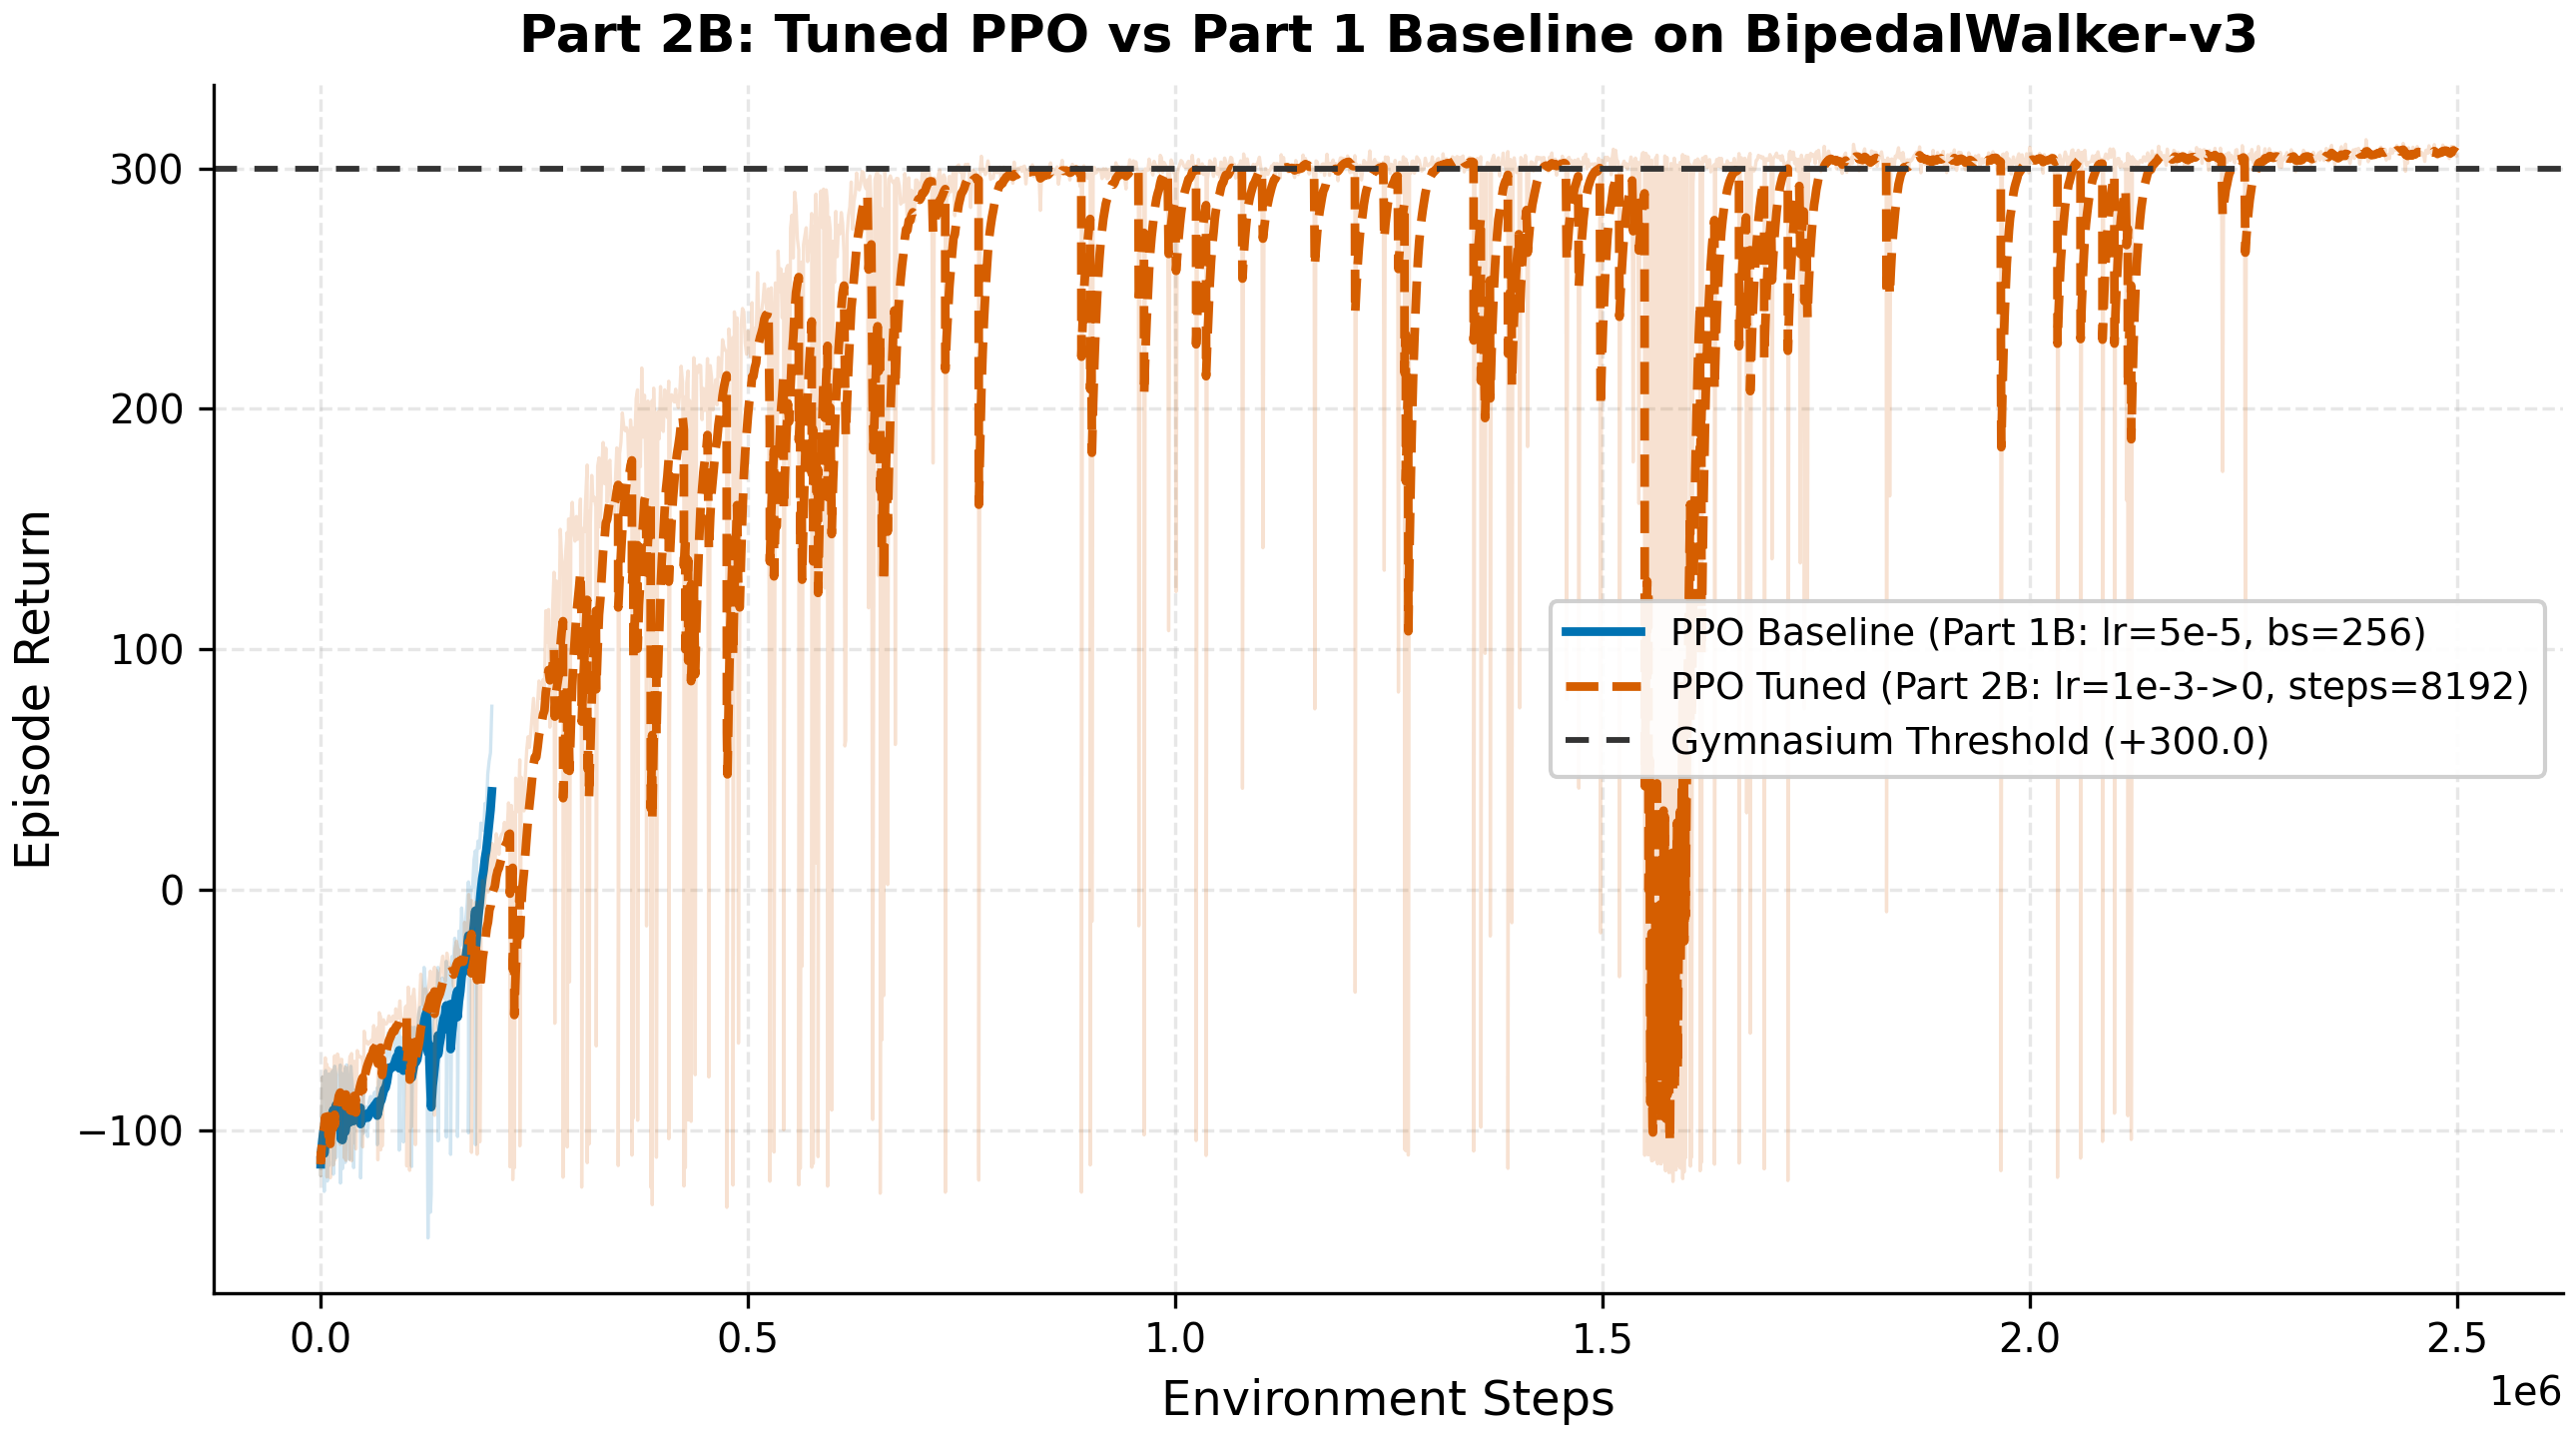 Part 2B: Tuned PPO vs Part 1 Baseline on BipedalWalker-v3
Episode Return
300
200
100
0
−100
PPO Baseline (Part 1B: lr=5e-5, bs=256)
PPO Tuned (Part 2B: lr=1e-3->0, steps=8192)
Gymnasium Threshold (+300.0)
0.0 0.5 1.0 1.5 2.0 2.5
1e6
Environment Steps